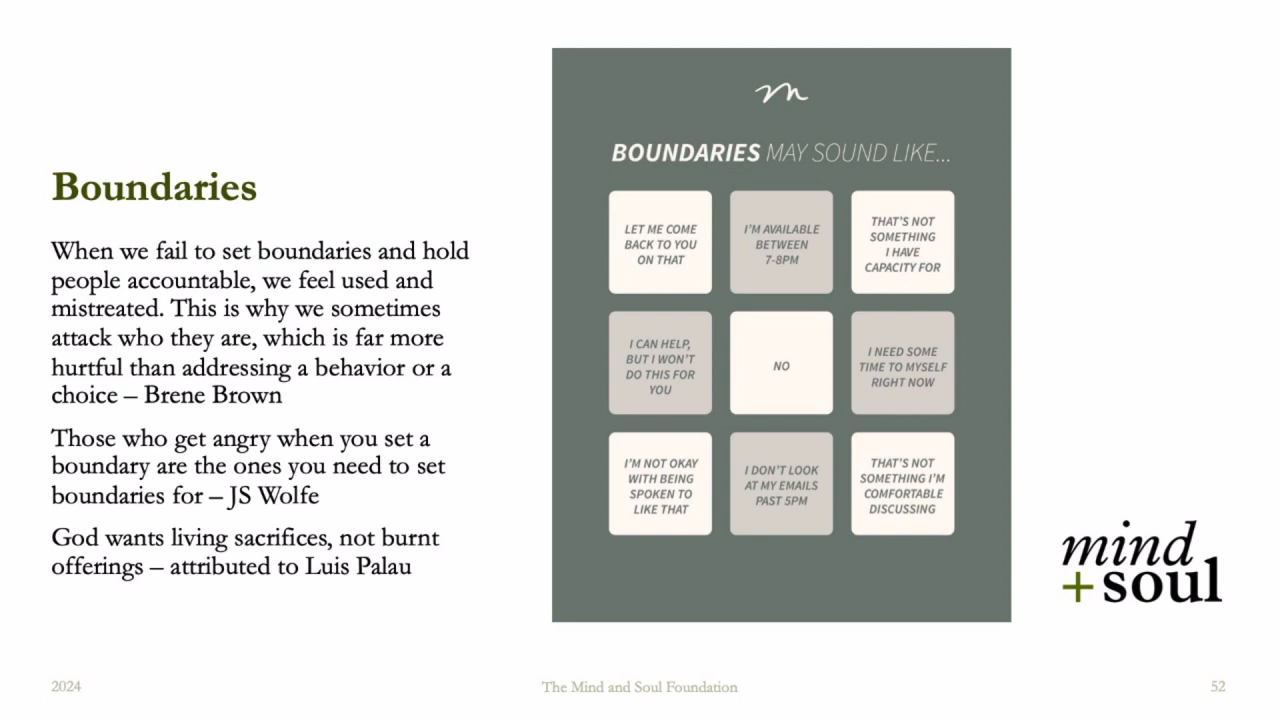 Boundaries
When we fail to set boundaries and hold
people accountable, we feel used and
mistreated. This is why we sometimes
attack who they are, which is far more
hurtful than addressing a behavior or a
choice – Brene Brown
Those who get angry when you set a
boundary are the ones you need to set
boundaries for – JS Wolfe
God wants living sacrifices, not burnt
offerings – attributed to Luis Palau
m
BOUNDARIES MAY SOUND LIKE...
LET ME COME
BACK TO YOU
ON THAT
I'M AVAILABLE
BETWEEN
7-8PM
THAT'S NOT
SOMETHING
I HAVE
CAPACITY FOR
I CAN HELP,
BUT I WON'T
DO THIS FOR
YOU
NO
I NEED SOME
TIME TO MYSELF
RIGHT NOW
I'M NOT OKAY
WITH BEING
SPOKEN TO
LIKE THAT
I DON'T LOOK
AT MY EMAILS
PAST 5PM
THAT'S NOT
SOMETHING I'M
COMFORTABLE
DISCUSSING
mind
+soul
2024
The Mind and Soul Foundation
52